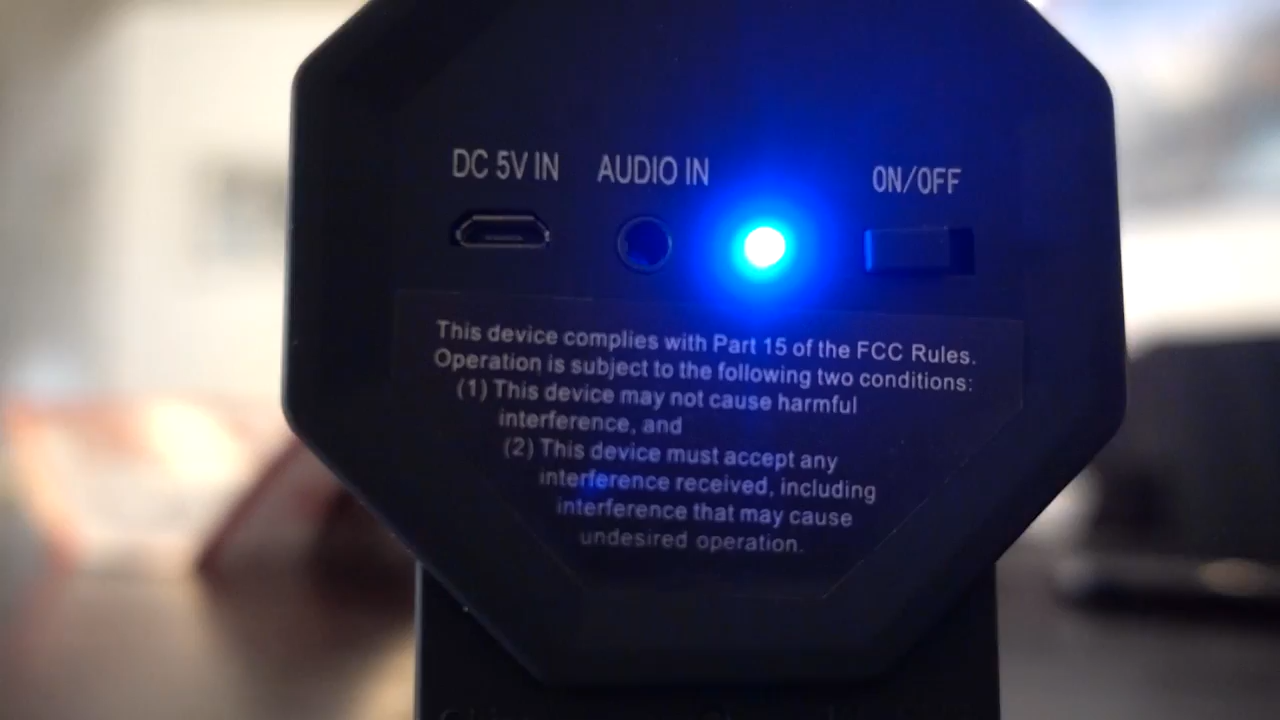 DC 5V IN AUDIO IN ON/OFF
This device complies with Part 15 of the FCC Rules.
Operation is subject to the following two conditions:
(1) This device may not cause harmful
interference, and
(2) This device must accept any
interference received, including
interference that may cause
undesired operation.